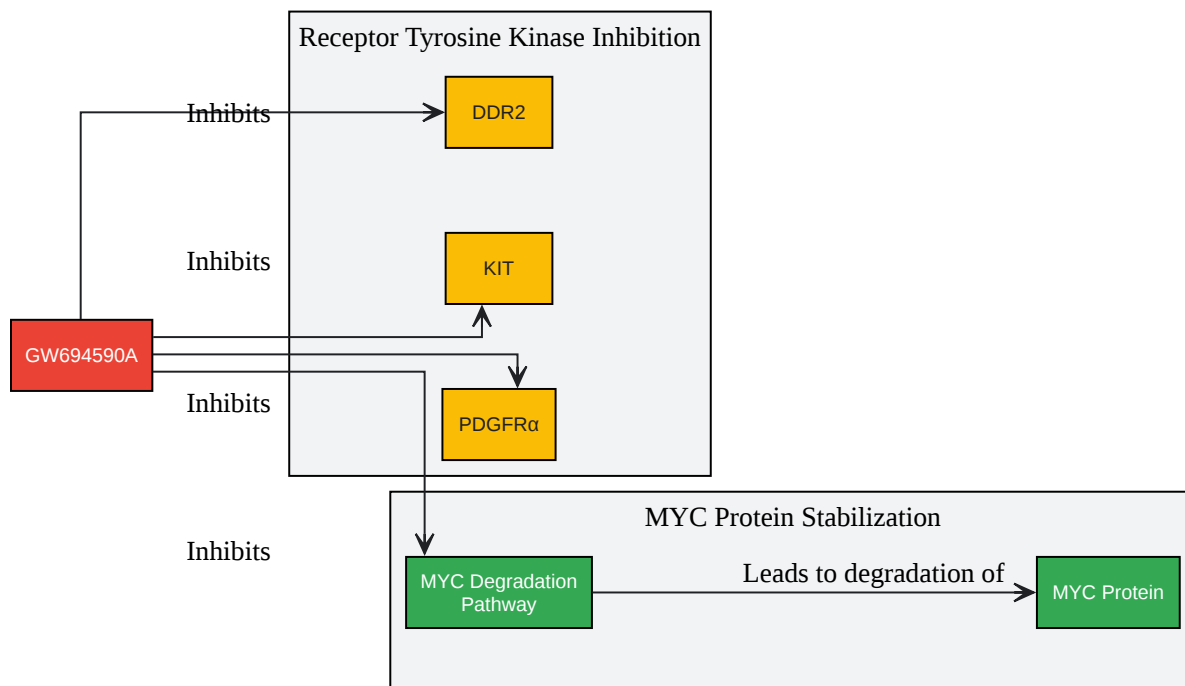 Receptor Tyrosine Kinase Inhibition
Inhibits
DDR2
Inhibits
KIT
GW694590A
Inhibits
PDGFRα
MYC Protein Stabilization
Inhibits
MYC Degradation
Pathway
Leads to degradation of
MYC Protein